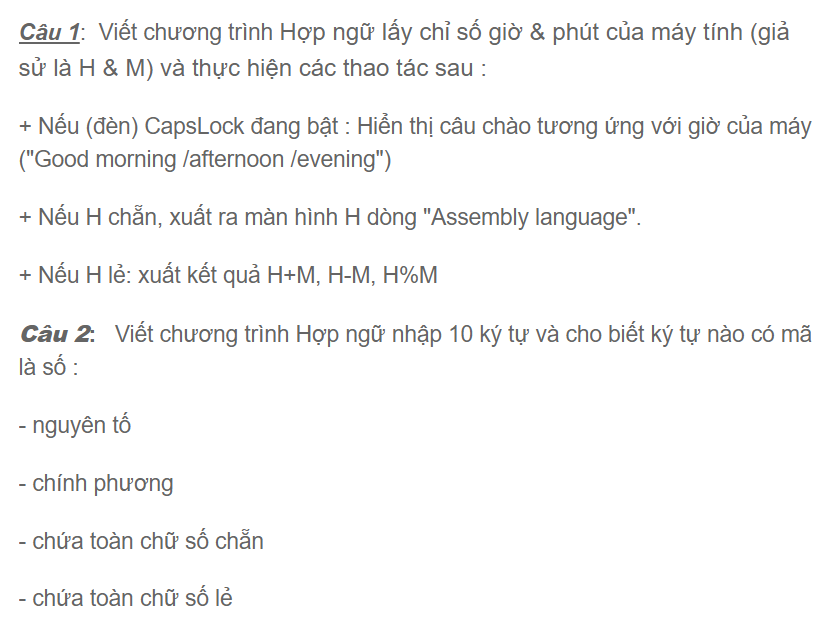 Câu 1:  Viết chương trình Hợp ngữ lấy chỉ số giờ & phút của máy tính (giả
sử là H & M) và thực hiện các thao tác sau :
+ Nếu (đèn) CapsLock đang bật : Hiển thị câu chào tương ứng với giờ của máy
("Good morning /afternoon /evening")
+ Nếu H chẵn, xuất ra màn hình H dòng "Assembly language".
+ Nếu H lẻ: xuất kết quả H+M, H-M, H%M
Câu 2:   Viết chương trình Hợp ngữ nhập 10 ký tự và cho biết ký tự nào có mã
là số :
- nguyên tố
- chính phương
- chứa toàn chữ số chẵn
- chứa toàn chữ số lẻ